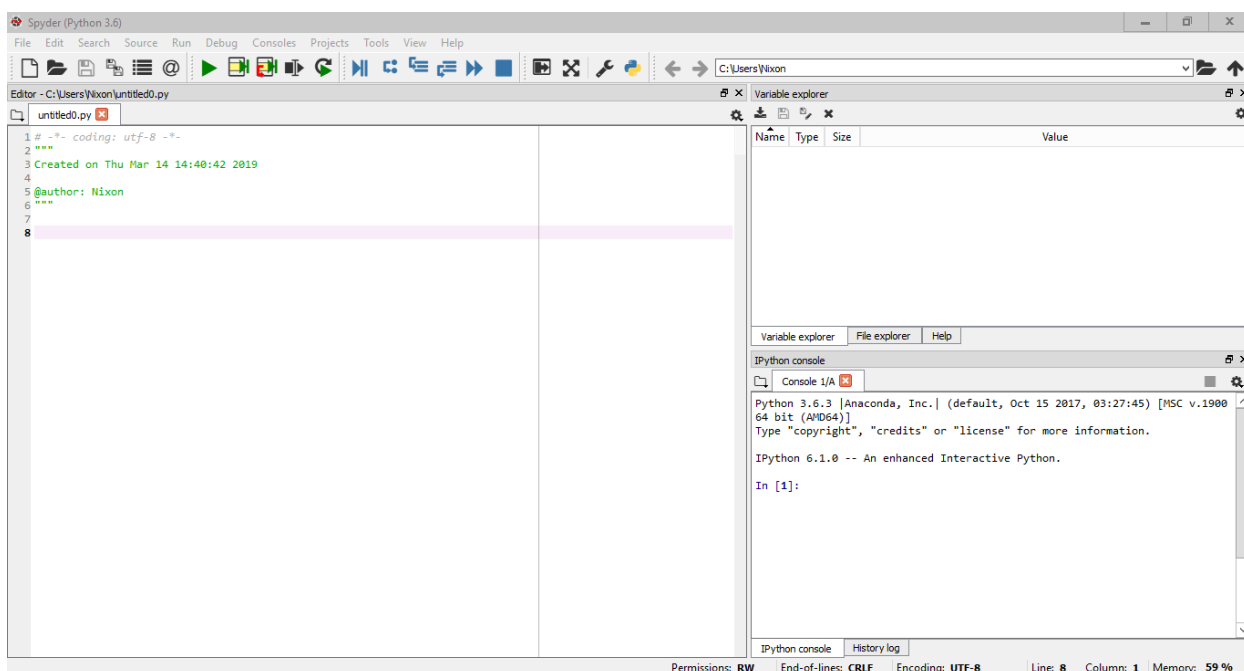 Spyder (Python 3.6)
File Edit Search Source Run Debug Consoles Projects Tools View Help
C:\Users\Nixon
Editor - C:\Users\Nixon\untitled0.py
untitled0.py
1 # -*- coding: utf-8 -*-
2 """
3 Created on Thu Mar 14 14:40:42 2019
4
5 @author: Nixon
6 """
7
8
Variable explorer
Name Type Size Value
Variable explorer File explorer Help
IPython console
Console 1/A
Python 3.6.3 |Anaconda, Inc.| (default, Oct 15 2017, 03:27:45) [MSC v.1900
64 bit (AMD64)]
Type "copyright", "credits" or "license" for more information.
IPython 6.1.0 -- An enhanced Interactive Python.
In [1]:
IPython console History log
Permissions: RW End-of-lines: CRLF Encoding: UTF-8 Line: 8 Column: 1 Memory: 59 %